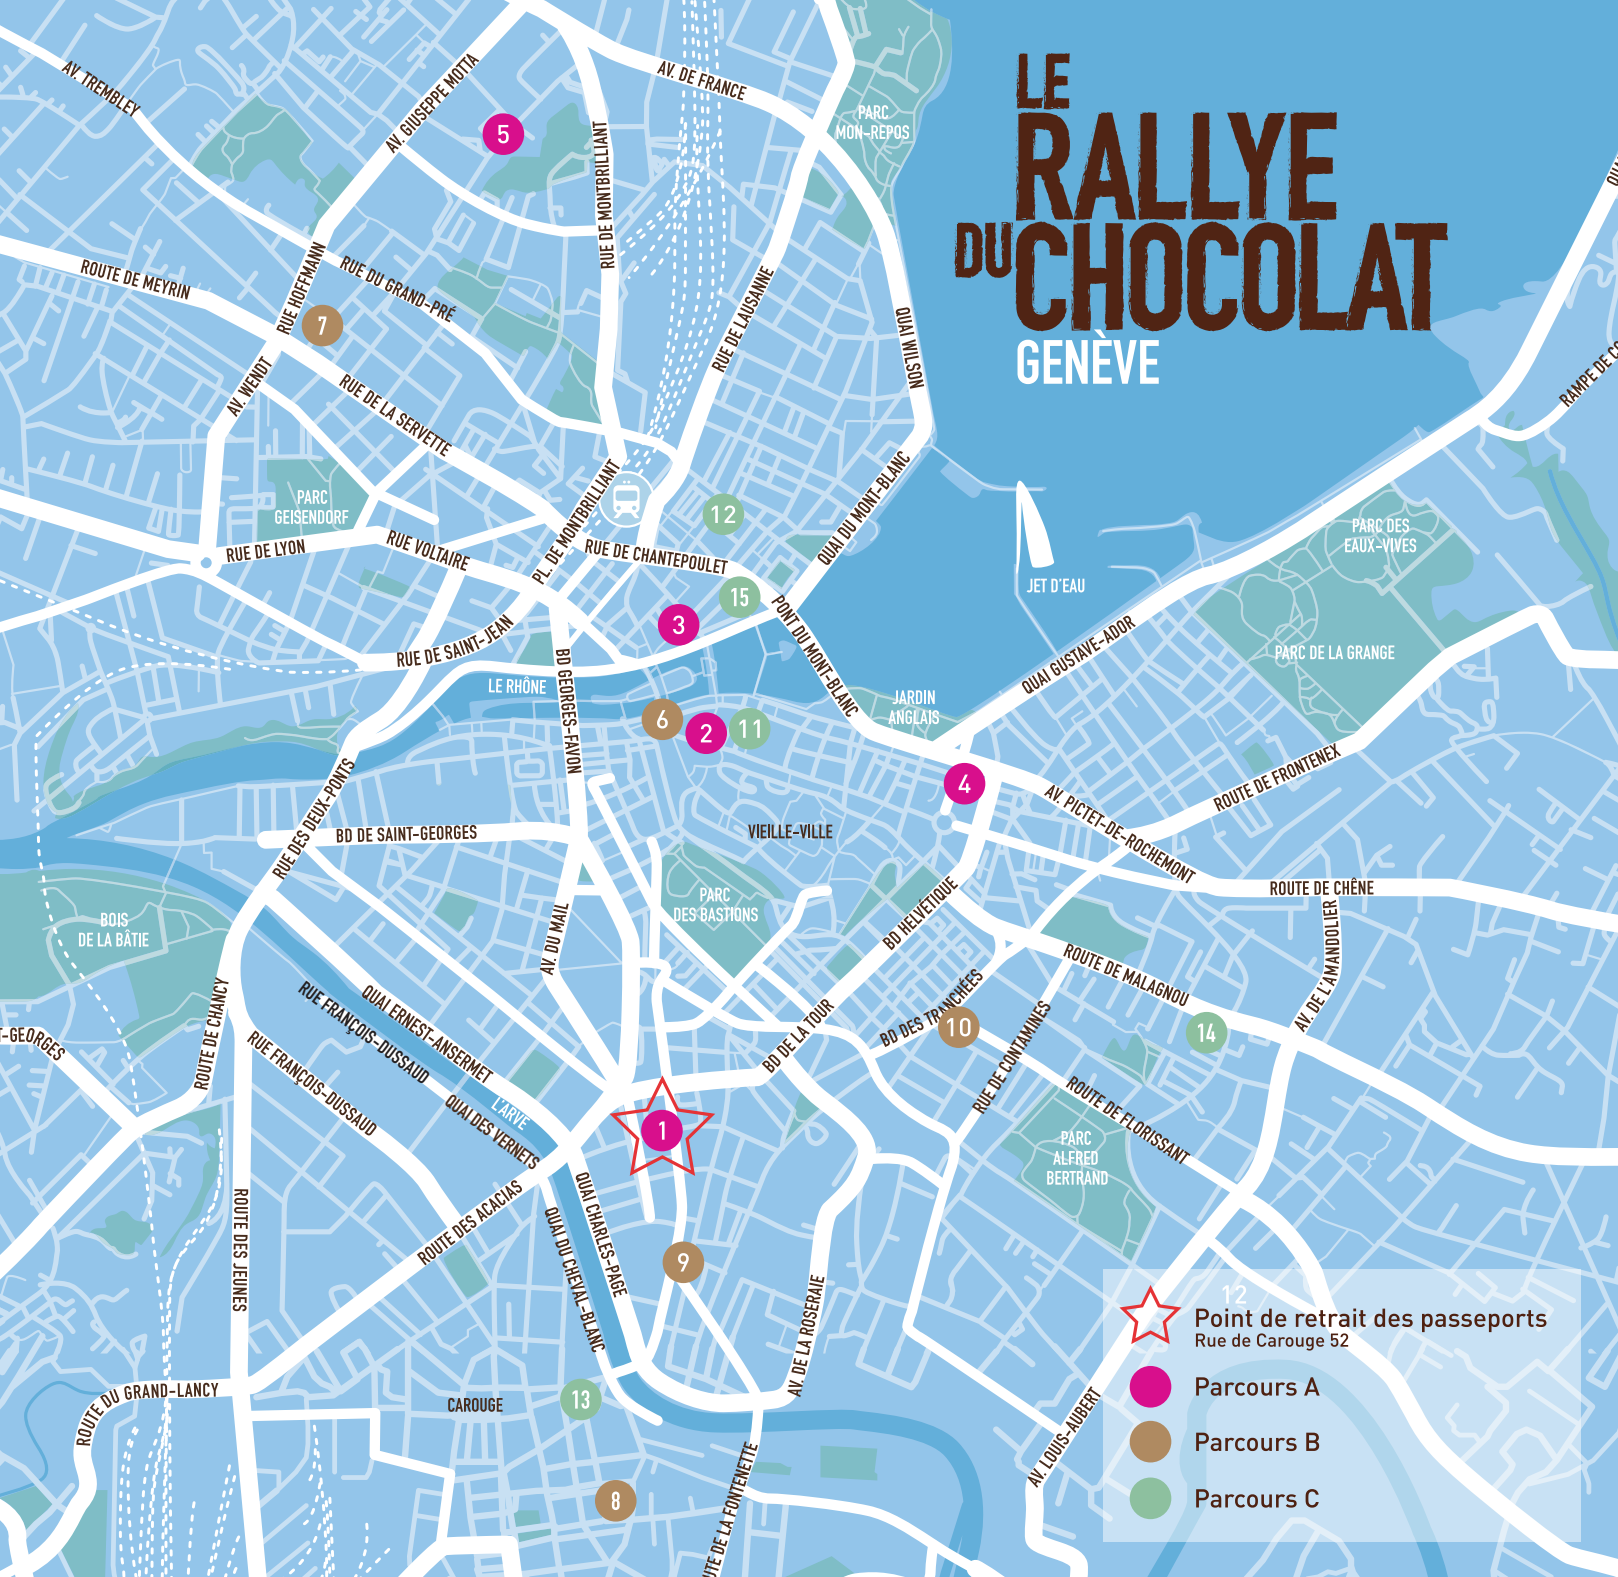 LE
RALLYE
DU CHOCOLAT
GENÈVE
AV. TREMBLEY
AV. GIUSEPPE MOTTA
AV. DE FRANCE
PARC
MON-REPOS
5
RUE DE MONTBRILLIANT
ROUTE DE MEYRIN
RUE HOFFMANN
RUE DU GRAND-PRÉ
7
RUE DE LAUSANNE
QUAI WILSON
AV. WENDT
RUE DE LA SERVETTE
RAMPE DE
PARC
GEISENDORF
PL. DE MONTBRILLIANT
12
QUAI DU MONT-BLANC
PARC DES
EAUX-VIVES
RUE DE LYON
RUE VOLTAIRE
RUE DE CHANTEPOULET
JET D'EAU
15
3
PONT DU MONT-BLANC
RUE DE SAINT-JEAN
QUAI GUSTAVE-ADOR
PARC DE LA GRANGE
LE RHÔNE
BD GEORGES-FAVON
JARDIN
ANGLAIS
6
2
11
4
ROUTE DE FRONTENEX
RUE DES DEUX-PONTS
BD DE SAINT-GEORGES
VIEILLE-VILLE
AV. PICTET-DE-ROCHEMONT
ROUTE DE CHÊNE
PARC
DES BASTIONS
BOIS
DE LA BÂTIE
AV. DU MAIL
BD HELVÉTIQUE
AV. DE L'AMANDOLIER
ROUTE DE MALAGNOU
ROUTE DE CHANCY
RUE FRANÇOIS-DUSSAUD
QUAI ERNEST-ANSERMET
BD DE LA TOUR
BD DES TRANCHÉES
10
RUE DE CONTAMINES
14
T-GEORGES
RUE FRANÇOIS-DUSSAUD
L'ARVE
QUAI DES VERNETS
1
ROUTE DE FLORISSANT
PARC
ALFRED
BERTRAND
ROUTE DES JEUNES
ROUTE DES ACACIAS
QUAI CHARLES-PAGE
QUAI DU CHEVAL-BLANC
9
AV. DE LA ROSERAIE
ROUTE DU GRAND-LANCY
CAROUGE
13
AV. LOUIS-AUBERT
8
UTE DE LA FONTENETTE
12
Point de retrait des passeports
Rue de Carouge 52
Parcours A
Parcours B
Parcours C